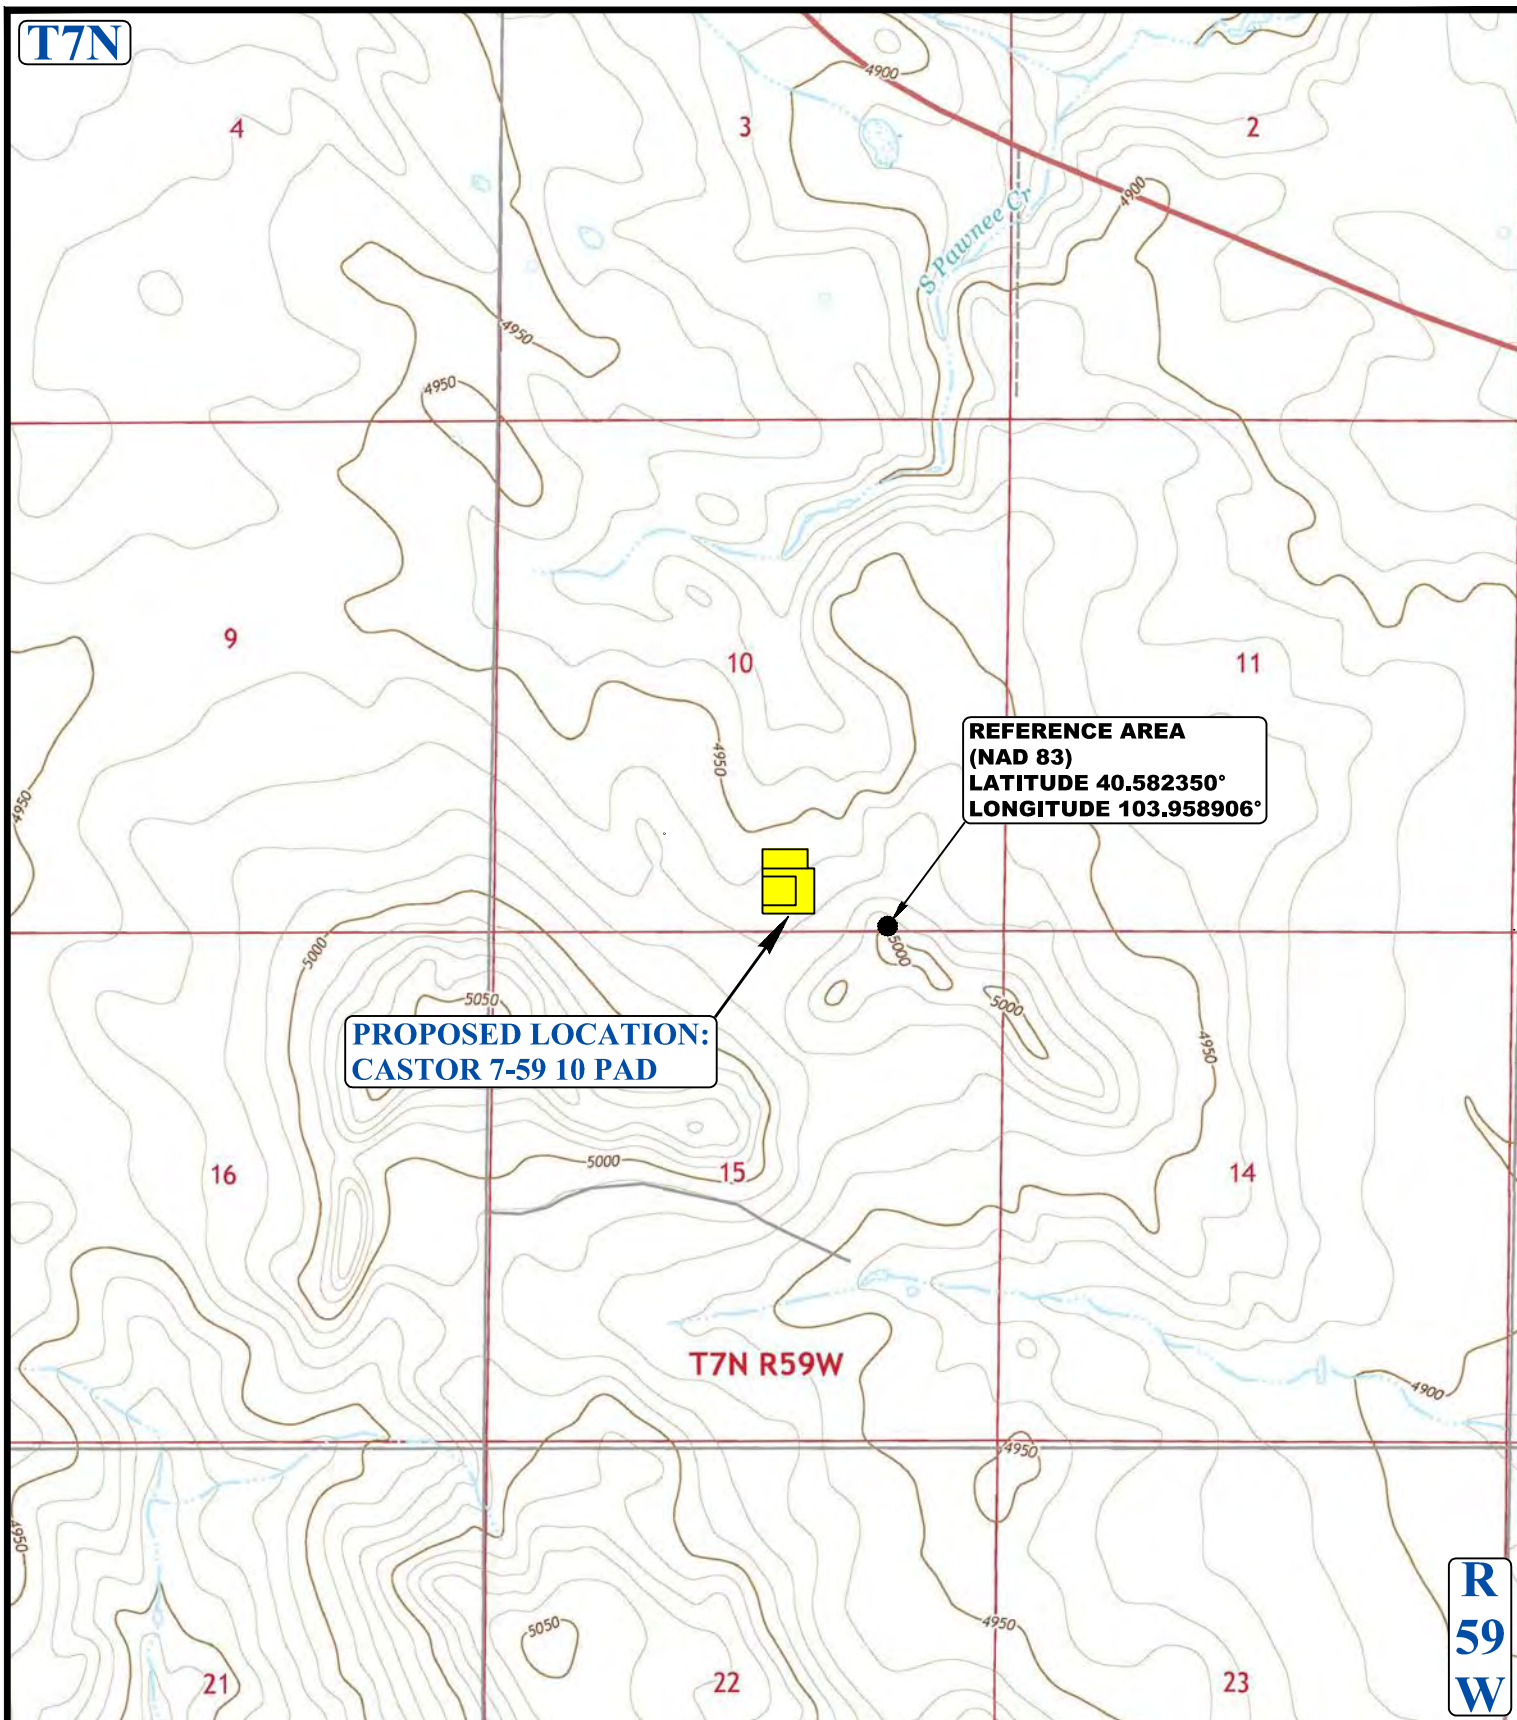 T7N
4900
4
3
2
4900
S Pawnee Cr
4950
4950
9
10
11
REFERENCE AREA
(NAD 83)
LATITUDE 40.582350°
LONGITUDE 103.958906°
4950
4950
5000
5000
5050
5000
PROPOSED LOCATION:
CASTOR 7-59 10 PAD
4950
16
5000
15
14
T7N R59W
4900
4950
4950
R
59
W
5050
4950
21
22
23